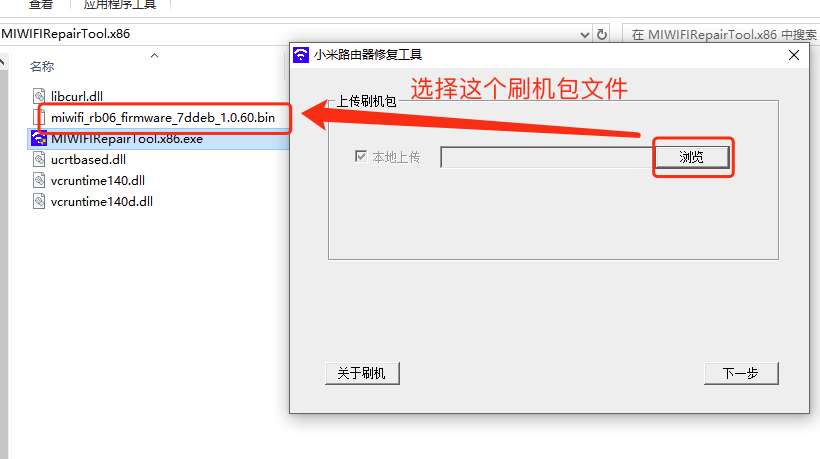 查看
应用程序工具
MIWIFIRepairTool.x86
在 MIWIFIRepairTool.x86 中搜索
名称
libcurl.dll
miwifi_rb06_firmware_7ddeb_1.0.60.bin
MIWIFIRepairTool.x86.exe
ucrtbased.dll
vcruntime140.dll
vcruntime140d.dll
小米路由器修复工具
选择这个刷机包文件
上传刷机包
本地上传
浏览
关于刷机
下一步